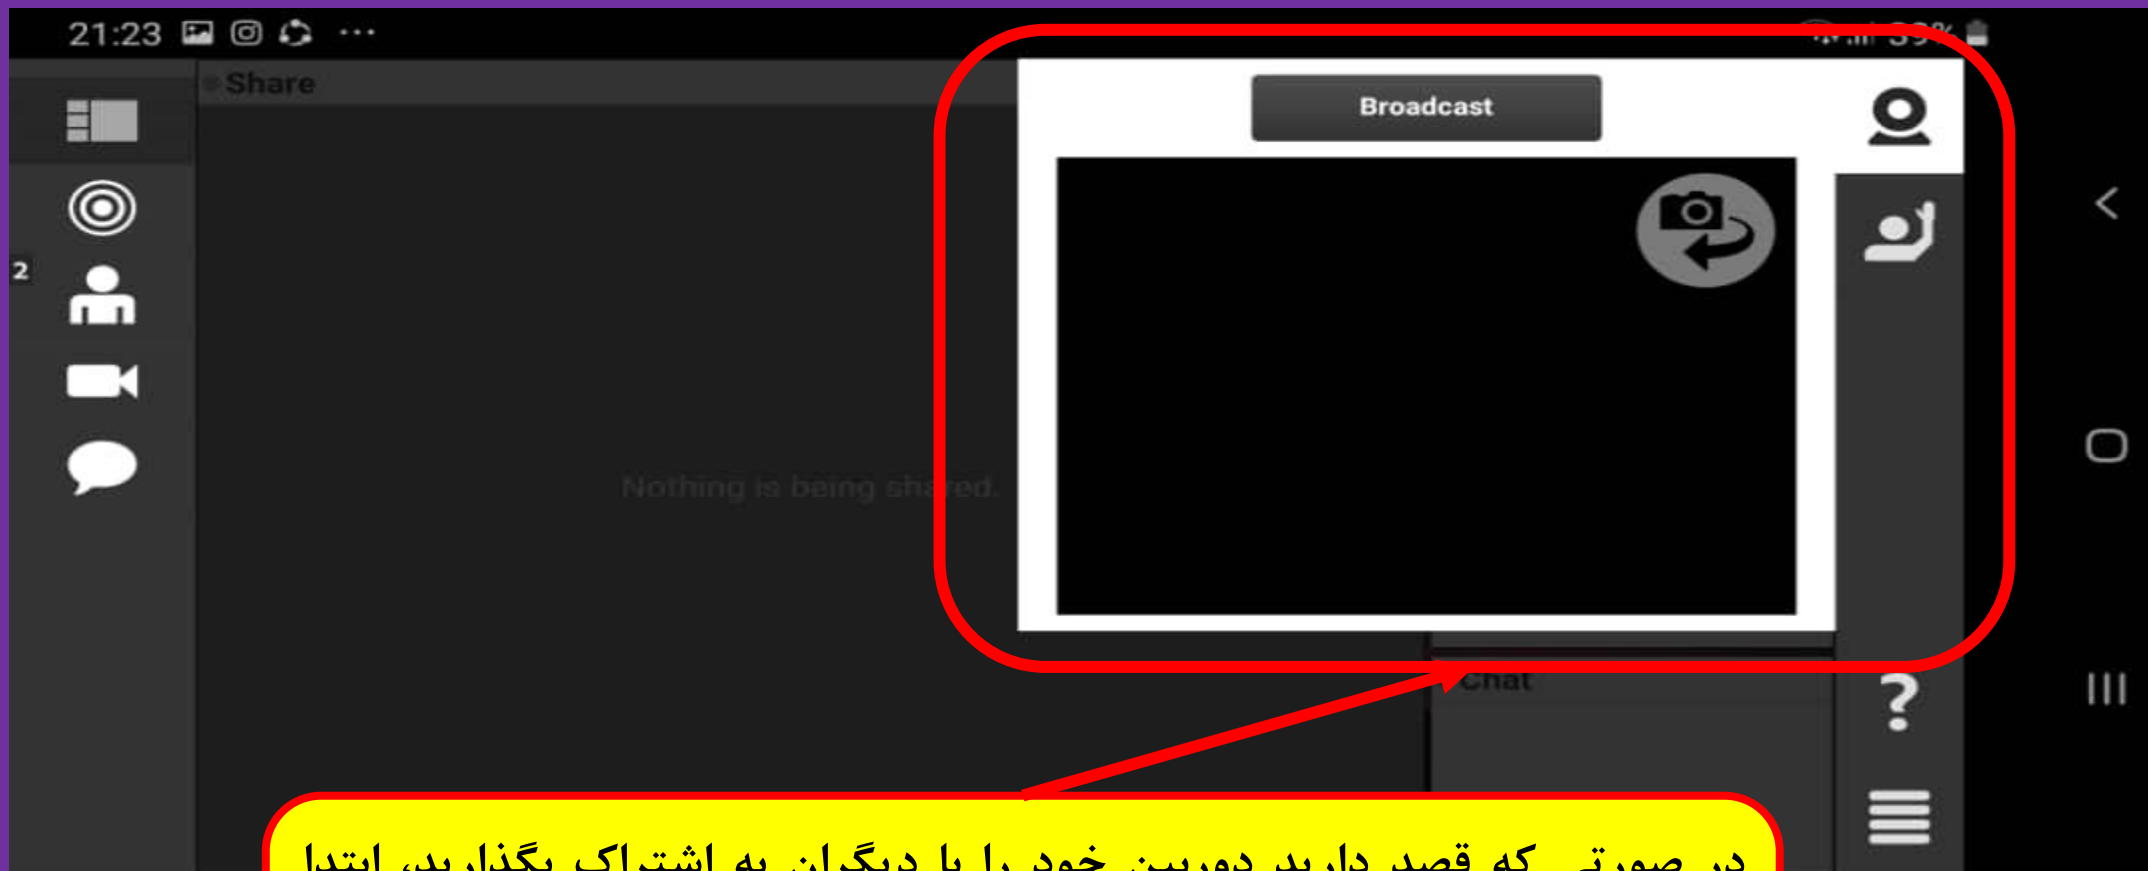 21:23
39%
Share
Broadcast
2
Nothing is being shared.
Chat
?
در صورتی که قصد دارید دوربین خود را با دیگران به اشتراک بگذارید، ابتدا